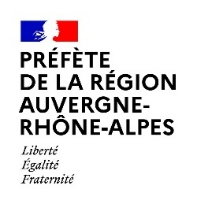 PRÉFÈTE
DE LA RÉGION
AUVERGNE-
RHÔNE-ALPES
Liberté
Égalité
Fraternité